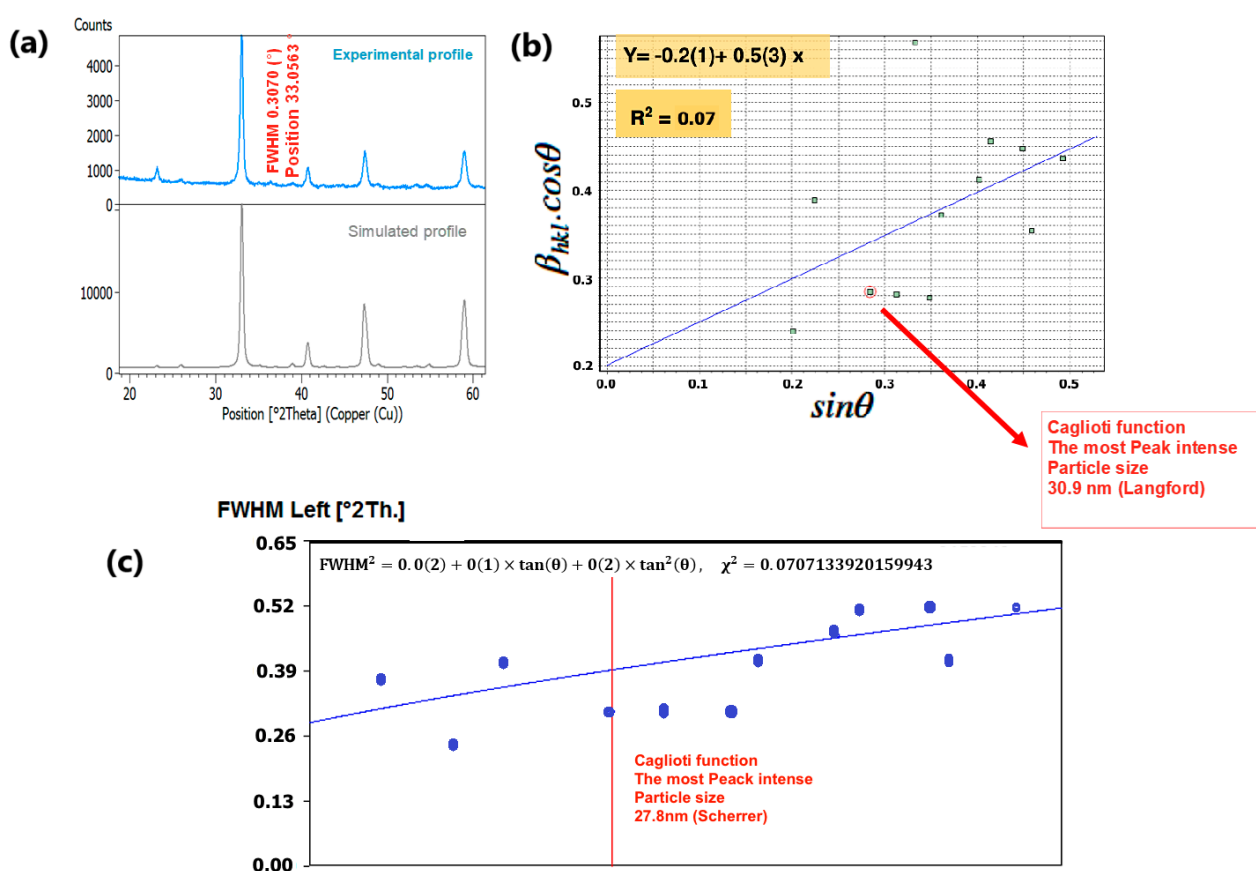 (a)
Counts
4000
3000
2000
1000
0
Experimental profile
FWHM 0.3070 (°)
Position 33.0563
Simulated profile
10000
0
20 30 40 50 60
Position [°2Theta] (Copper (Cu))
(b)
Y= -0.2(1)+ 0.5(3) x
R² = 0.07
0.5
0.4
0.3
0.2
βhkl.cosθ
0.0 0.1 0.2 0.3 0.4 0.5
sinθ
Caglioti function
The most Peak intense
Particle size
30.9 nm (Langford)
FWHM Left [°2Th.]
(c)
0.65
0.52
0.39
0.26
0.13
0.00
FWHM² = 0.0(2) + 0(1) × tan(θ) + 0(2) × tan²(θ), χ² = 0.0707133920159943
Caglioti function
The most Peack intense
Particle size
27.8nm (Scherrer)